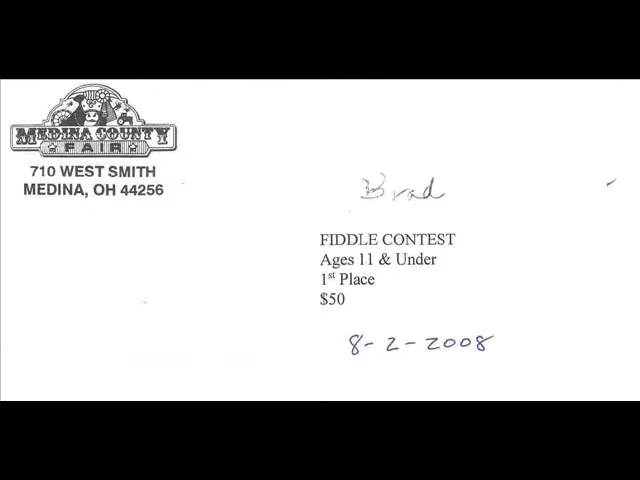 MEDINA COUNTY
FAIR
710 WEST SMITH
MEDINA, OH 44256
Brad
FIDDLE CONTEST
Ages 11 & Under
1st Place
$50
8-2-2008